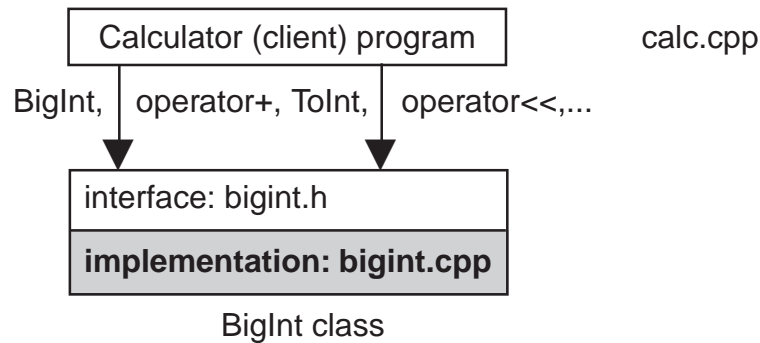 Calculator (client) program calc.cpp
BigInt, operator+, ToInt, operator<<,...
interface: bigint.h
implementation: bigint.cpp
BigInt class